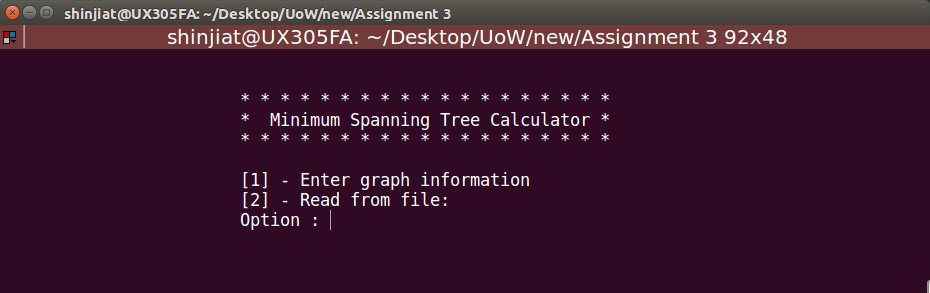 shinjiat@UX305FA: ~/Desktop/UoW/new/Assignment 3
shinjiat@UX305FA: ~/Desktop/UoW/new/Assignment 3 92x48
* * * * * * * * * * * * * * * * * * *
*  Minimum Spanning Tree Calculator *
* * * * * * * * * * * * * * * * * * *
[1] - Enter graph information
[2] - Read from file:
Option :